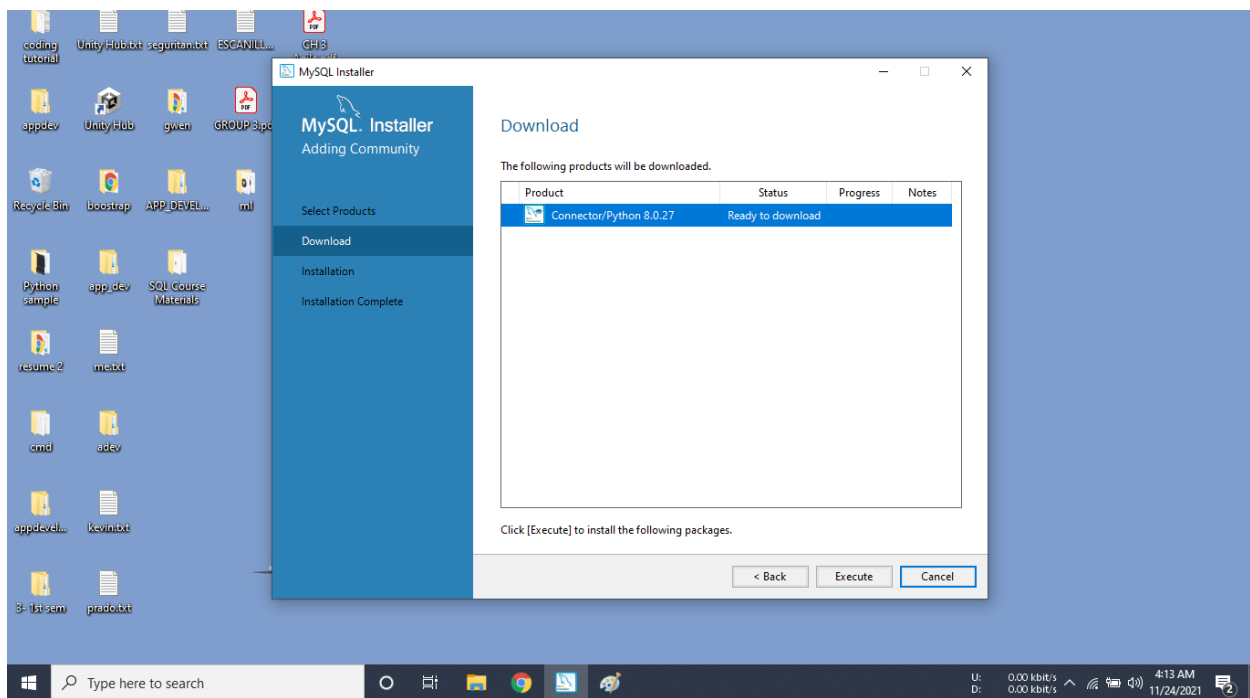 coding tutorial
Unity Hub.txt
seguritan.txt
ESCANILL...
PDF
CH 3
MySQL Installer
appdev
Unity Hub
gwen
PDF
GROUP 3.pd
MySQL. Installer
Adding Community
Download
The following products will be downloaded.
Product Status Progress Notes
Connector/Python 8.0.27 Ready to download
Recycle Bin
boostrap
APP_DEVEL...
ml
Select Products
Download
Installation
Installation Complete
Python sample
app_dev
SQL Course Materials
resume 2
me.txt
cmd
adev
appdevel...
kevin.txt
Click [Execute] to install the following packages.
< Back Execute Cancel
3- 1st sem
prado.txt
Type here to search
U: 0.00 kbit/s
D: 0.00 kbit/s
4:13 AM
11/24/2021
2